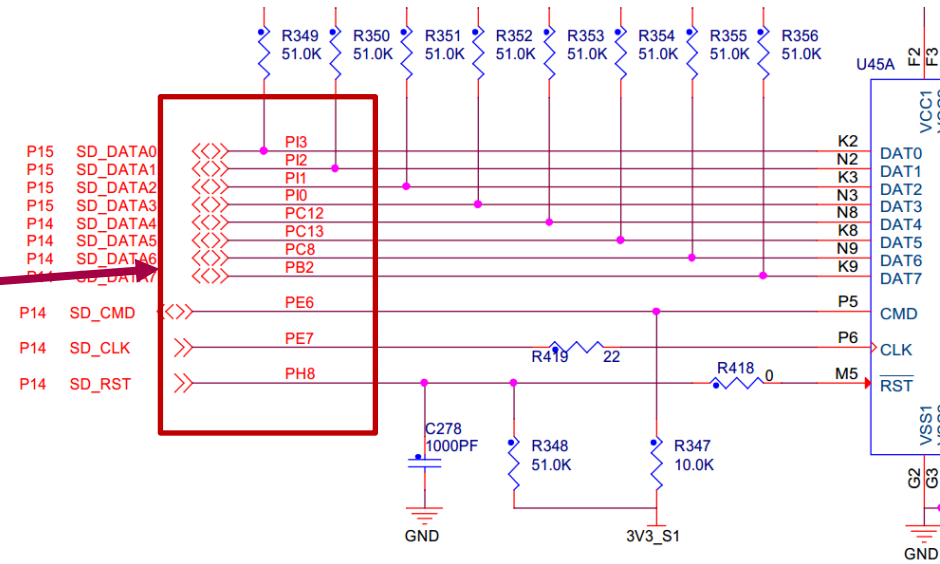 R349 R350 R351 R352 R353 R354 R355 R356
51.0K 51.0K 51.0K 51.0K 51.0K 51.0K 51.0K 51.0K
U45A F2 F3
VCC1
P15 SD_DATA0 PI3 K2 DAT0
P15 SD_DATA1 PI2 N2 DAT1
P15 SD_DATA2 PI1 K3 DAT2
P15 SD_DATA3 PI0 N3 DAT3
P14 SD_DATA4 PC12 N8 DAT4
P14 SD_DATA5 PC13 K8 DAT5
P14 SD_DATA6 PC8 N9 DAT6
P14 SD_DATA7 PB2 K9 DAT7
P14 SD_CMD PE6 P5 CMD
P14 SD_CLK PE7 R419 22 P6 CLK
P14 SD_RST PH8 R418 0 M5 RST
VSS1
C278 R348 R347
1000PF 51.0K 10.0K
G2 G3
GND 3V3_S1 GND